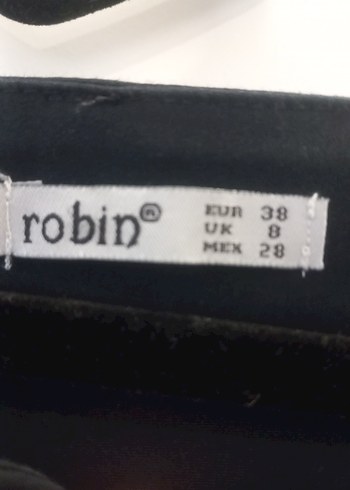 robin®
EUR 38
UK 8
MEX 28